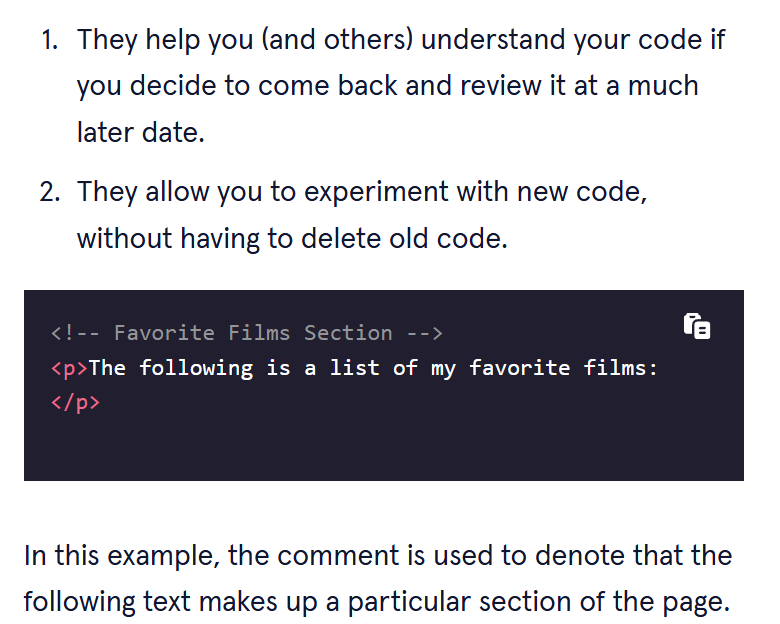 1. They help you (and others) understand your code if
you decide to come back and review it at a much
later date.
2. They allow you to experiment with new code,
without having to delete old code.
<!-- Favorite Films Section -->
<p>The following is a list of my favorite films:
</p>
In this example, the comment is used to denote that the
following text makes up a particular section of the page.